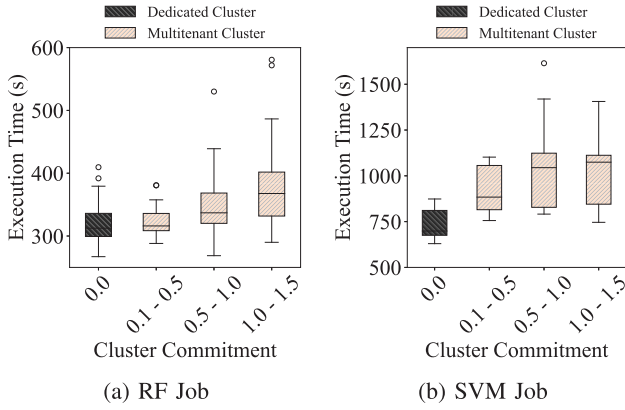 Dedicated Cluster
Multitenant Cluster
600
500
400
300
Execution Time (s)
0.0
0.1 - 0.5
0.5 - 1.0
1.0 - 1.5
Cluster Commitment
(a) RF Job
Dedicated Cluster
Multitenant Cluster
1500
1250
1000
750
500
Execution Time (s)
0.0
0.1 - 0.5
0.5 - 1.0
1.0 - 1.5
Cluster Commitment
(b) SVM Job